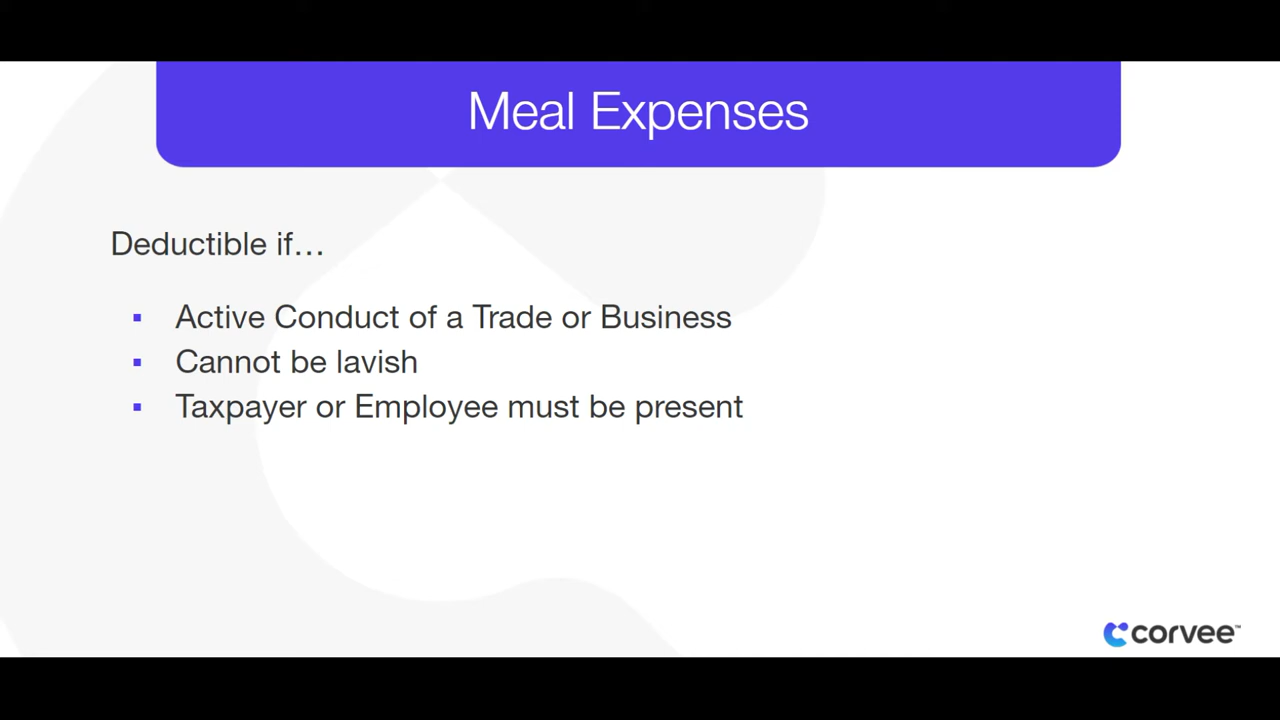 Meal Expenses
Deductible if…
▪ Active Conduct of a Trade or Business
▪ Cannot be lavish
▪ Taxpayer or Employee must be present
corvee™